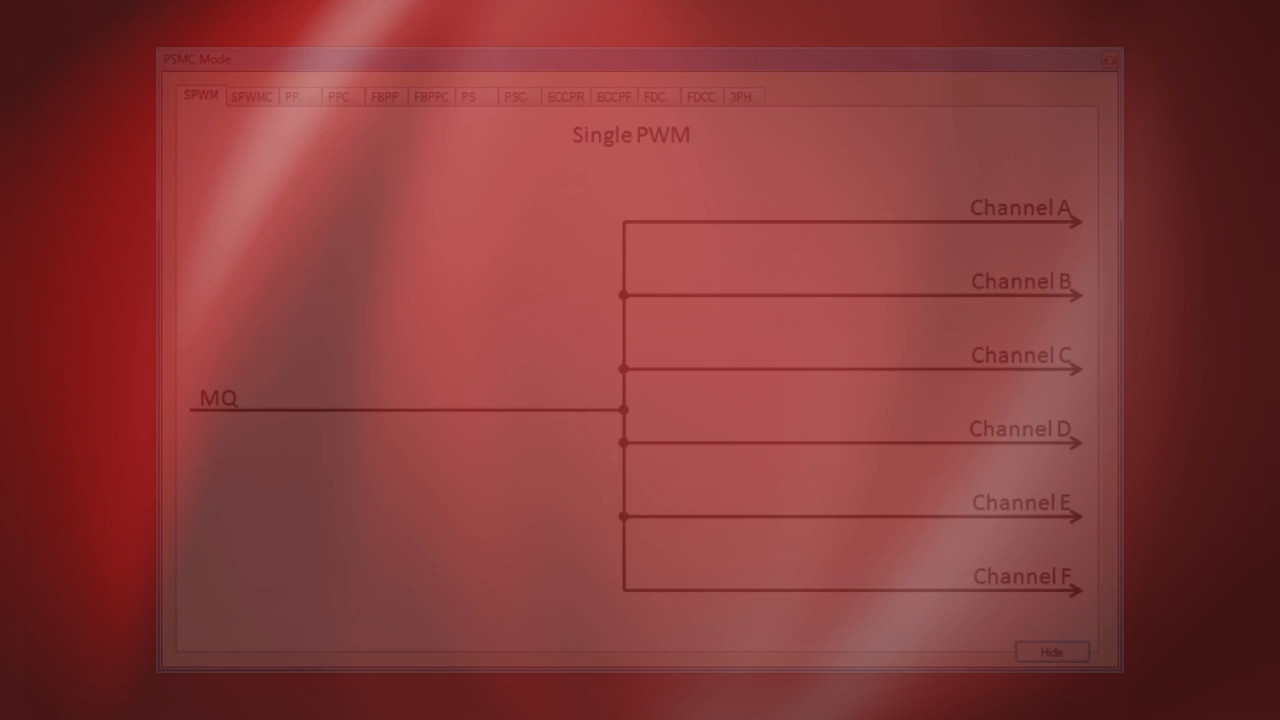 PSMC Mode
SPWM SPWMC PP PPC FBPP FBPPC PS PSC ECCPR ECCPF FDC FDCC 3PH
Single PWM
Channel A
Channel B
Channel C
MQ
Channel D
Channel E
Channel F
Hide